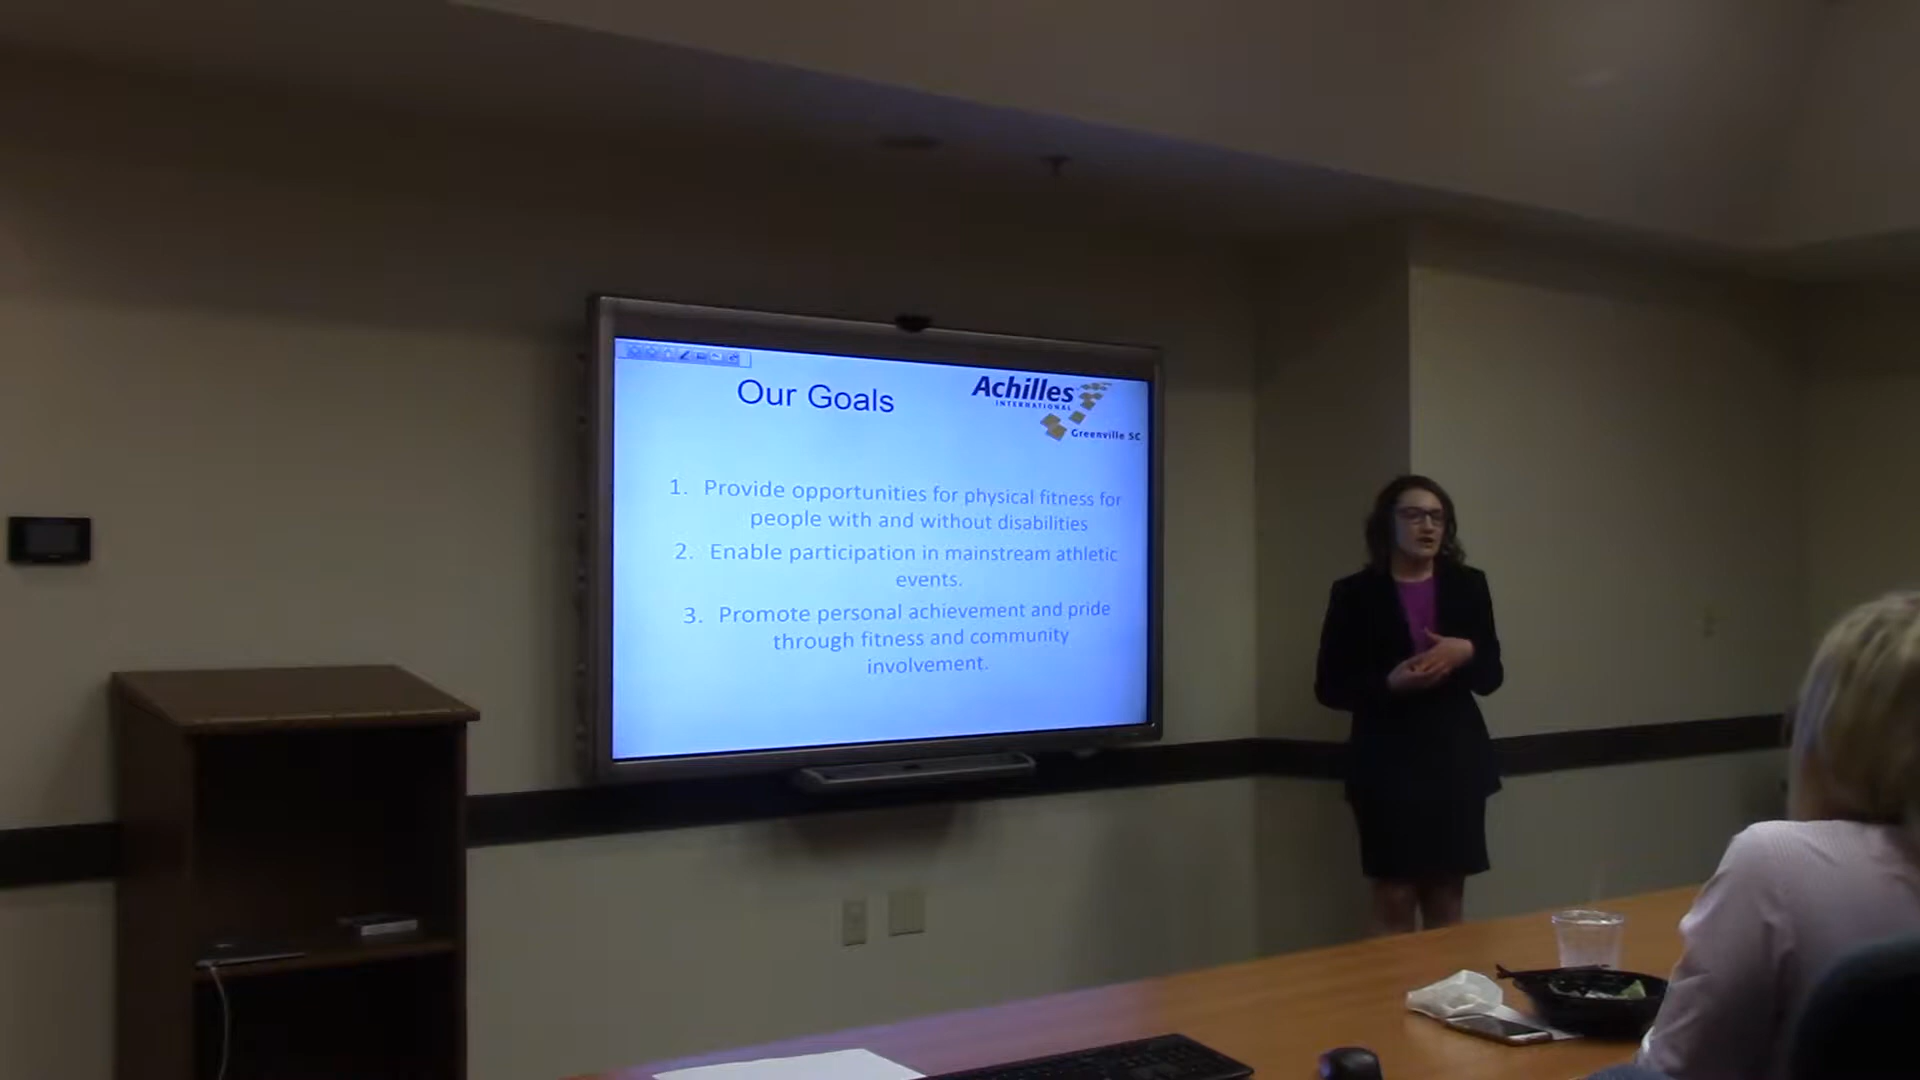 Our Goals
Achilles
INTERNATIONAL
Greenville SC
1. Provide opportunities for physical fitness for
people with and without disabilities
2. Enable participation in mainstream athletic
events.
3. Promote personal achievement and pride
through fitness and community
involvement.